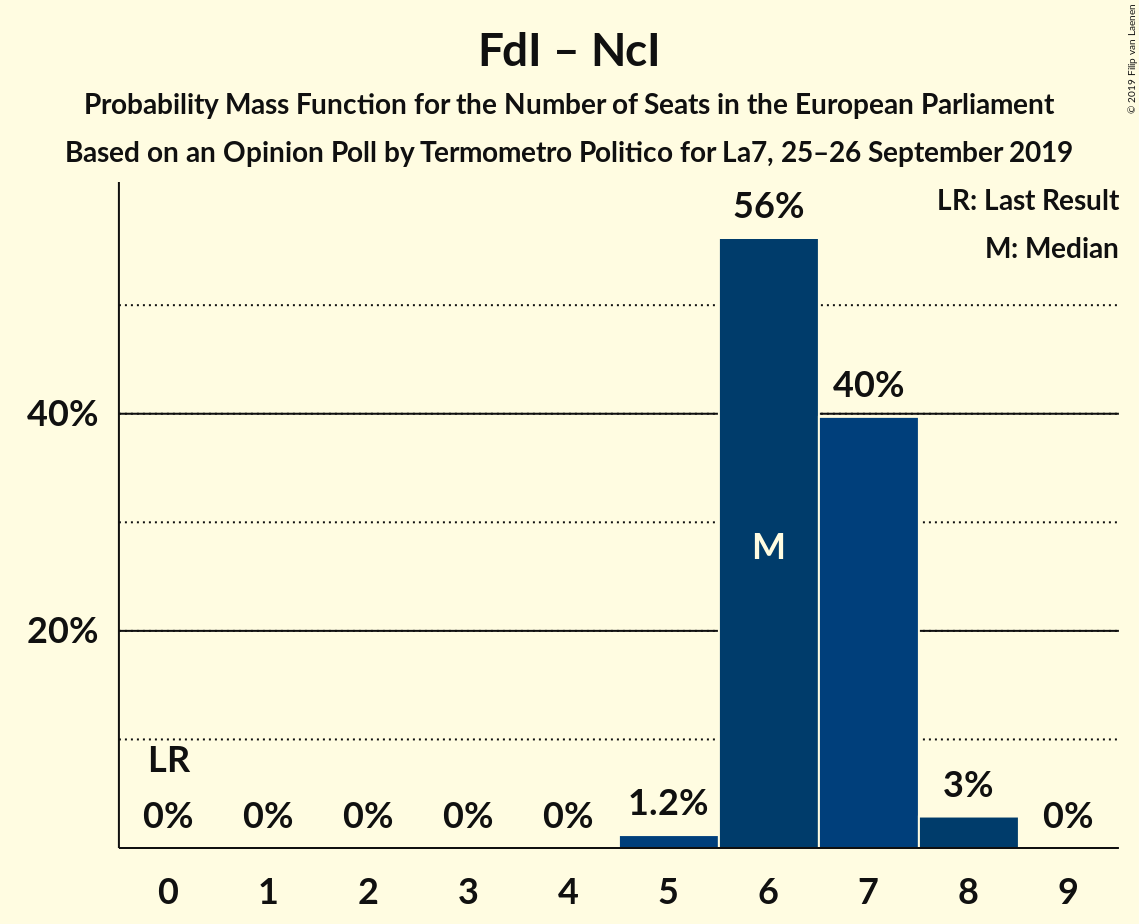 FdI – NcI
Probability Mass Function for the Number of Seats in the European Parliament
Based on an Opinion Poll by Termometro Politico for La7, 25–26 September 2019
© 2019 Filip van Laenen
LR: Last Result
M: Median
56%
40%
40%
M
20%
LR
0% 0% 0% 0% 0% 1.2% 3% 0%
0 1 2 3 4 5 6 7 8 9